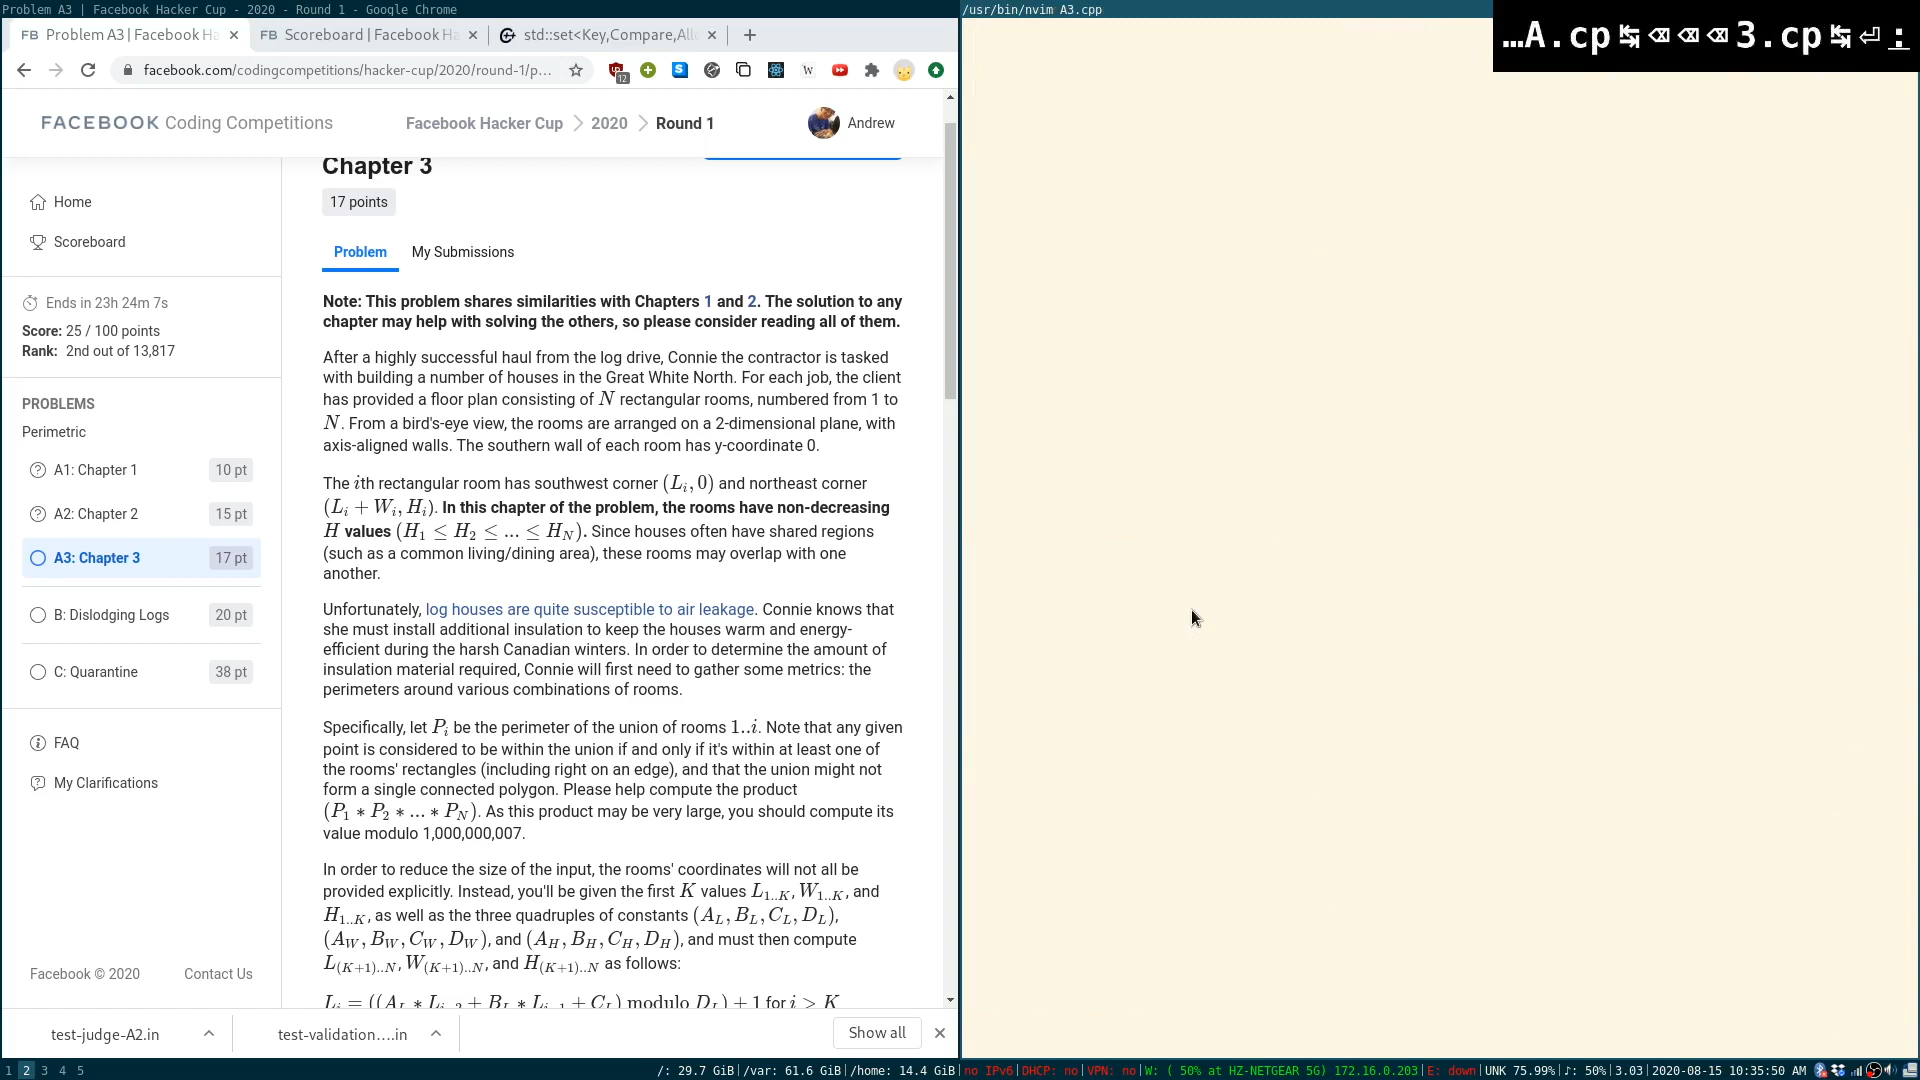 Problem A3 | Facebook Hacker Cup - 2020 - Round 1 - Google Chrome
/usr/bin/nvim A3.cpp
…A.cp↹⌫⌫⌫3.cp↹⏎:
FB Problem A3 | Facebook Ha
FB Scoreboard | Facebook H
std::set<Key,Compare,All
facebook.com/codingcompetitions/hacker-cup/2020/round-1/p...
12
W
FACEBOOK Coding Competitions
Facebook Hacker Cup
2020
Round 1
Andrew
Home
Scoreboard
Ends in 23h 24m 7s
Score: 25 / 100 points
Rank: 2nd out of 13,817
PROBLEMS
Perimetric
A1: Chapter 1 10 pt
A2: Chapter 2 15 pt
A3: Chapter 3 17 pt
B: Dislodging Logs 20 pt
C: Quarantine 38 pt
FAQ
My Clarifications
Facebook © 2020 Contact Us
Chapter 3
17 points
Problem My Submissions
Note: This problem shares similarities with Chapters 1 and 2. The solution to any
chapter may help with solving the others, so please consider reading all of them.
After a highly successful haul from the log drive, Connie the contractor is tasked
with building a number of houses in the Great White North. For each job, the client
has provided a floor plan consisting of N rectangular rooms, numbered from 1 to
N. From a bird's-eye view, the rooms are arranged on a 2-dimensional plane, with
axis-aligned walls. The southern wall of each room has y-coordinate 0.
The ith rectangular room has southwest corner (L_i, 0) and northeast corner
(L_i + W_i, H_i). In this chapter of the problem, the rooms have non-decreasing
H values (H_1 ≤ H_2 ≤ ... ≤ H_N). Since houses often have shared regions
(such as a common living/dining area), these rooms may overlap with one
another.
Unfortunately, log houses are quite susceptible to air leakage. Connie knows that
she must install additional insulation to keep the houses warm and energy-
efficient during the harsh Canadian winters. In order to determine the amount of
insulation material required, Connie will first need to gather some metrics: the
perimeters around various combinations of rooms.
Specifically, let P_i be the perimeter of the union of rooms 1..i. Note that any given
point is considered to be within the union if and only if it's within at least one of
the rooms' rectangles (including right on an edge), and that the union might not
form a single connected polygon. Please help compute the product
(P_1 * P_2 * ... * P_N). As this product may be very large, you should compute its
value modulo 1,000,000,007.
In order to reduce the size of the input, the rooms' coordinates will not all be
provided explicitly. Instead, you'll be given the first K values L_1..K, W_1..K, and
H_1..K, as well as the three quadruples of constants (A_L, B_L, C_L, D_L),
(A_W, B_W, C_W, D_W), and (A_H, B_H, C_H, D_H), and must then compute
L_(K+1)..N, W_(K+1)..N, and H_(K+1)..N as follows:
L_i = ((A_L * L_i-2 + B_L * L_i-1 + C_L) modulo D_L) + 1 for i > K
test-judge-A2.in
test-validation....in
Show all
1 2 3 4 5
/: 29.7 GiB|/var: 61.6 GiB|/home: 14.4 GiB|no IPv6|DHCP: no|VPN: no|W: ( 50% at HZ-NETGEAR 5G) 172.16.0.203|E: down|UNK 75.99%|♪: 50%|3.03|2020-08-15 10:35:50 AM